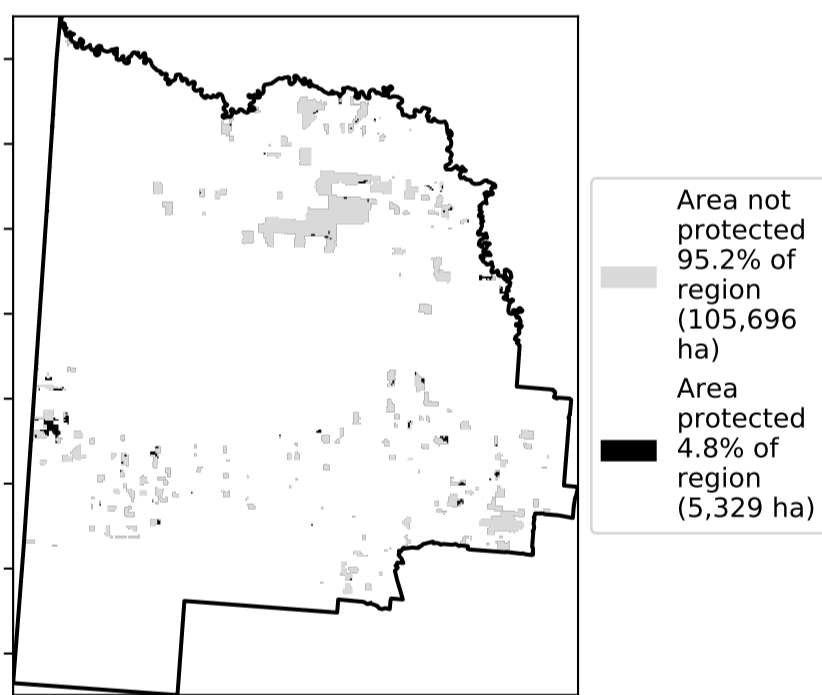 Area not
protected
95.2% of
region
(105,696
ha)
Area
protected
4.8% of
region
(5,329 ha)